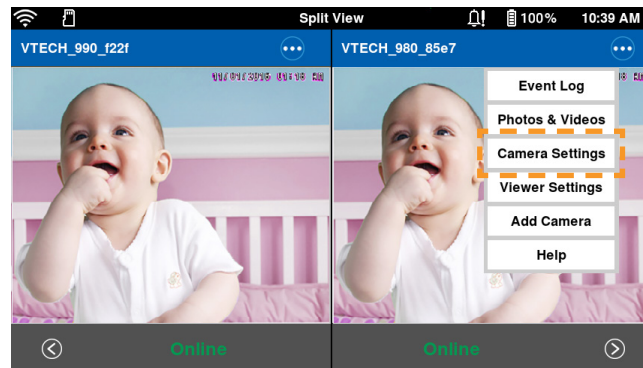 Split View
100%
10:39 AM
VTECH_990_f22f
VTECH_980_85e7
Event Log
Photos & Videos
Camera Settings
Viewer Settings
Add Camera
Help
Online
Online